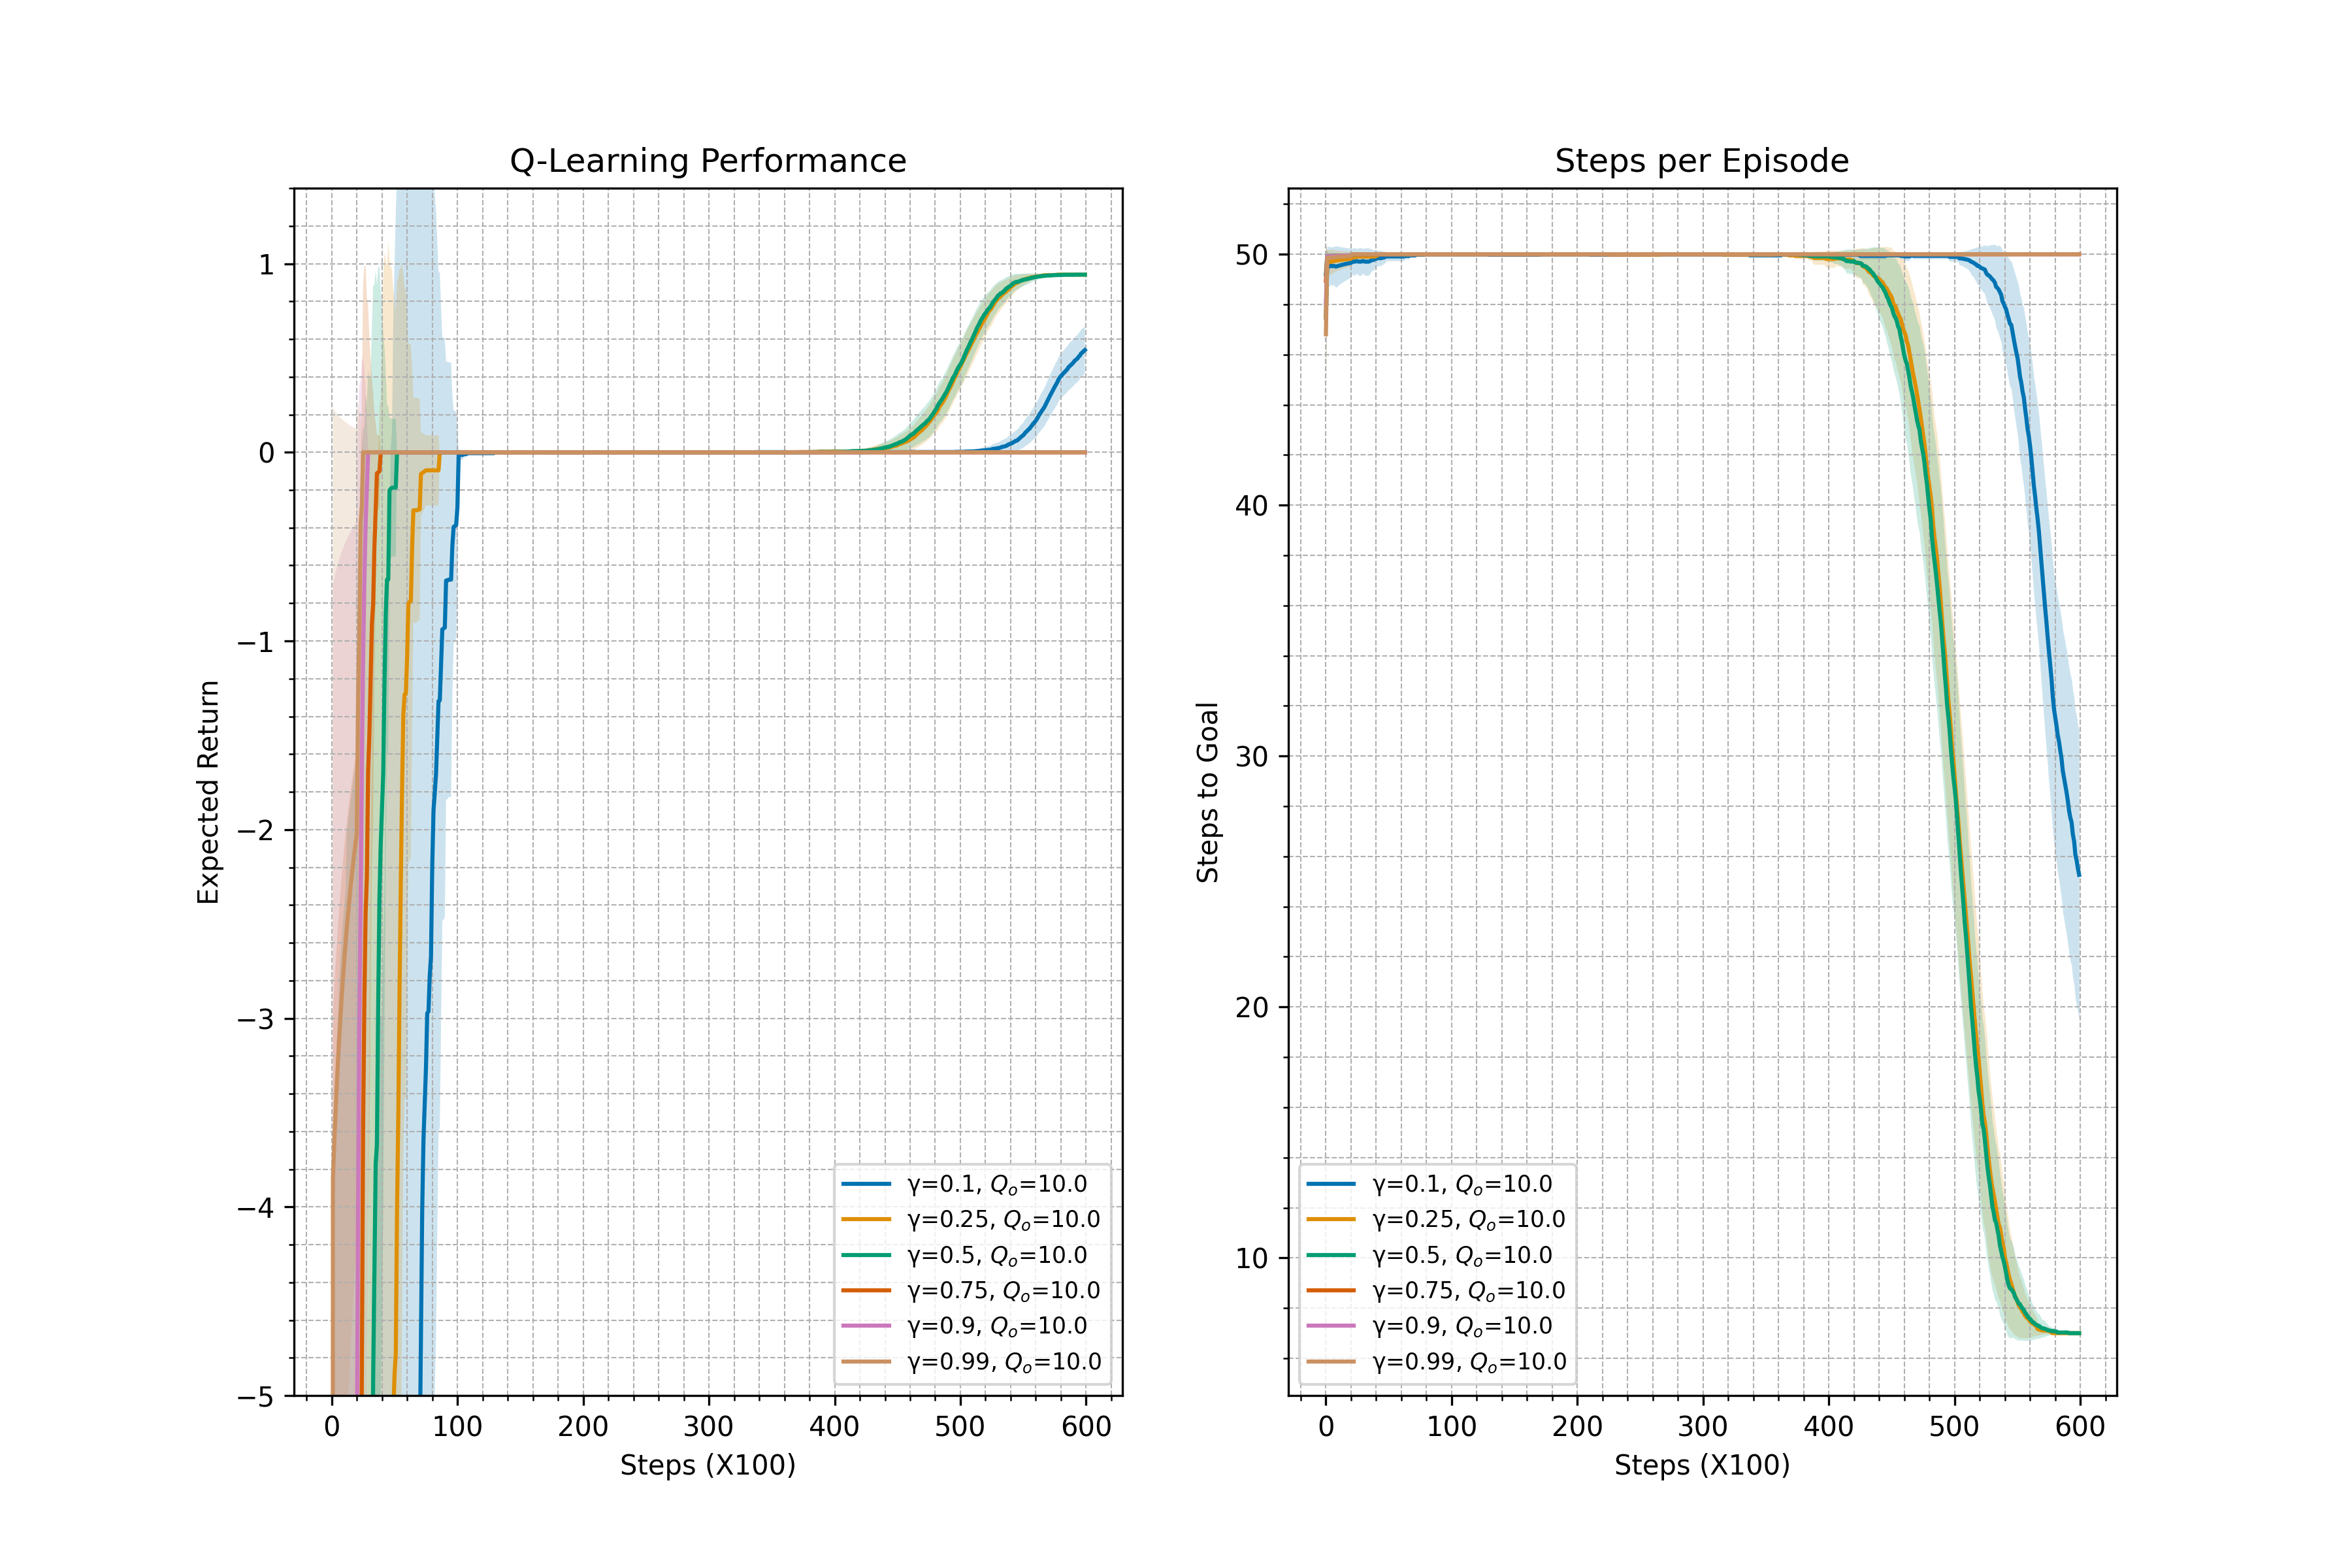 Q-Learning Performance
Expected Return
1
0
−1
−2
−3
−4
−5
0 100 200 300 400 500 600
Steps (X100)
γ=0.1, Qₒ=10.0
γ=0.25, Qₒ=10.0
γ=0.5, Qₒ=10.0
γ=0.75, Qₒ=10.0
γ=0.9, Qₒ=10.0
γ=0.99, Qₒ=10.0
Steps per Episode
Steps to Goal
50
40
30
20
10
0 100 200 300 400 500 600
Steps (X100)
γ=0.1, Qₒ=10.0
γ=0.25, Qₒ=10.0
γ=0.5, Qₒ=10.0
γ=0.75, Qₒ=10.0
γ=0.9, Qₒ=10.0
γ=0.99, Qₒ=10.0